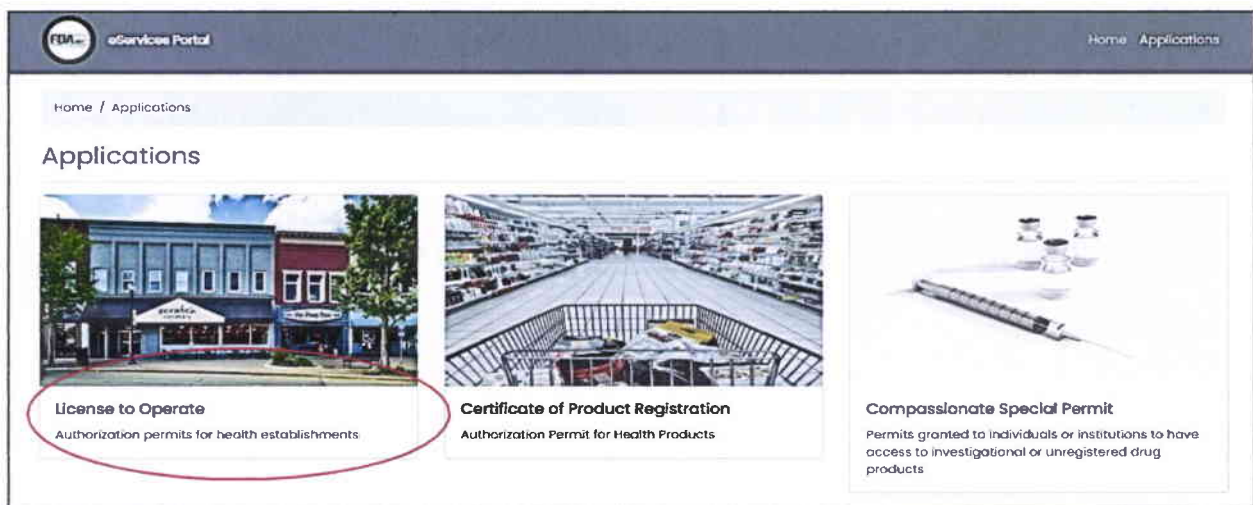 FDA
eServices Portal
Home Applications
Home / Applications
Applications
scratch
License to Operate
Authorization permits for health establishments
Certificate of Product Registration
Authorization Permit for Health Products
Compassionate Special Permit
Permits granted to individuals or institutions to have
access to investigational or unregistered drug
products